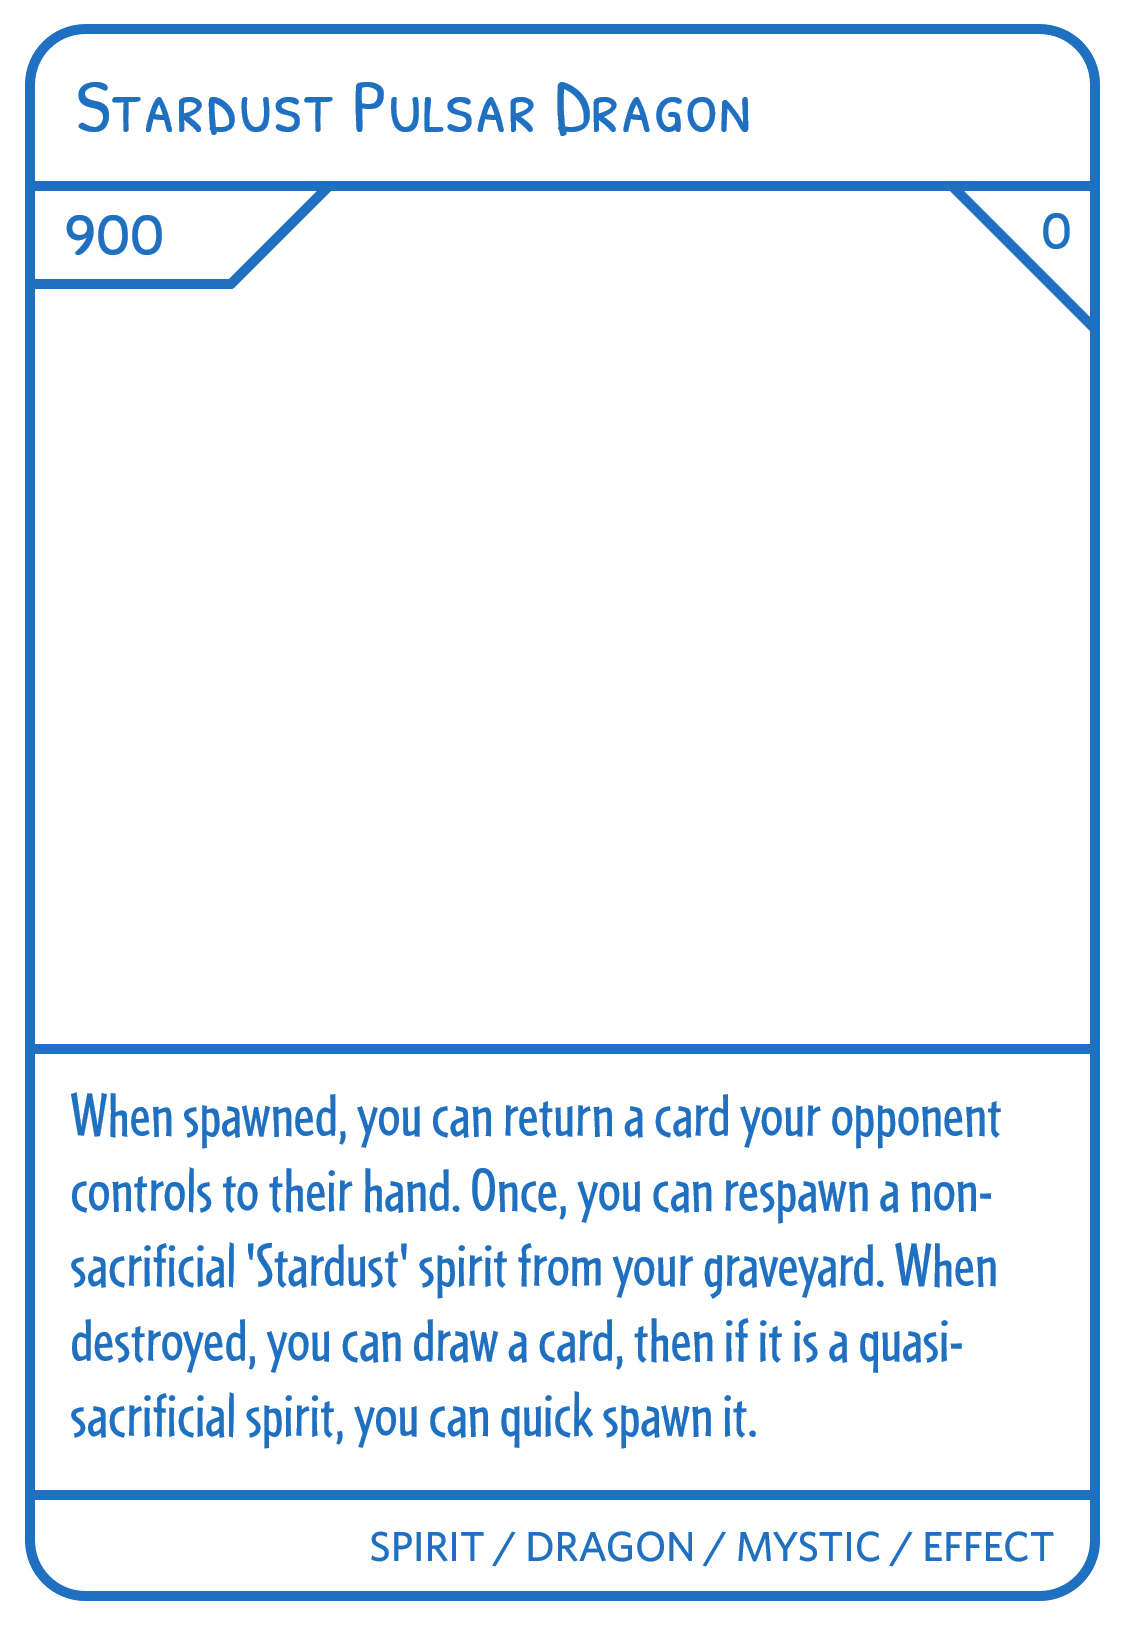 Stardust Pulsar Dragon
900
0
When spawned, you can return a card your opponent
controls to their hand. Once, you can respawn a non-
sacrificial 'Stardust' spirit from your graveyard. When
destroyed, you can draw a card, then if it is a quasi-
sacrificial spirit, you can quick spawn it.
SPIRIT / DRAGON / MYSTIC / EFFECT